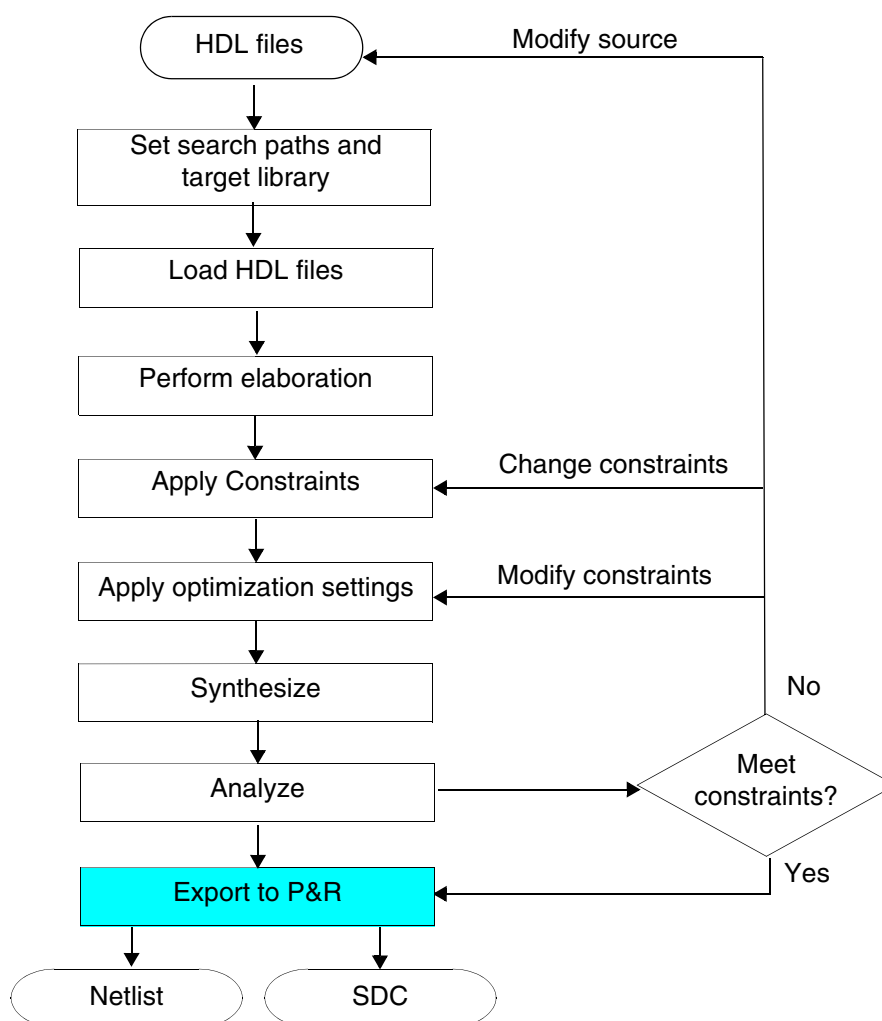 HDL files
Modify source
Set search paths and
target library
Load HDL files
Perform elaboration
Apply Constraints
Change constraints
Apply optimization settings
Modify constraints
Synthesize
No
Analyze
Meet
constraints?
Yes
Export to P&R
Netlist
SDC